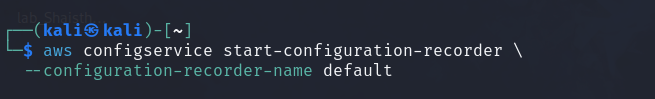 ┌──(kali㉿kali)-[~]
└─$ aws configservice start-configuration-recorder \
--configuration-recorder-name default